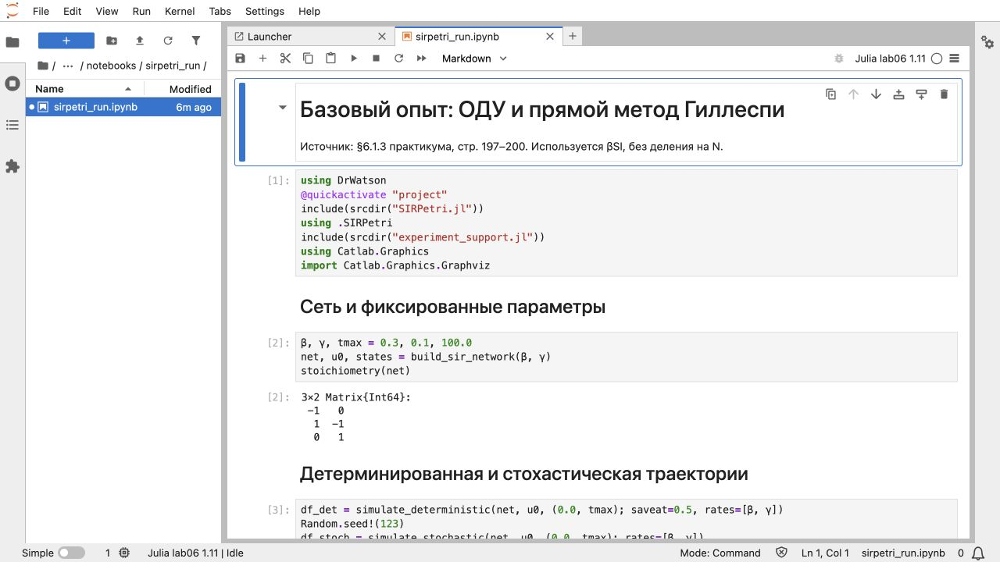 File Edit View Run Kernel Tabs Settings Help
Launcher
sirpetri_run.ipynb
Markdown
Julia lab06 1.11
/ ··· / notebooks / sirpetri_run /
Name Modified
sirpetri_run.ipynb 6m ago
Базовый опыт: ОДУ и прямой метод Гиллеспи
Источник: §6.1.3 практикума, стр. 197–200. Используется βSI, без деления на N.
[1]:
using DrWatson
@quickactivate "project"
include(srcdir("SIRPetri.jl"))
using .SIRPetri
include(srcdir("experiment_support.jl"))
using Catlab.Graphics
import Catlab.Graphics.Graphviz
Сеть и фиксированные параметры
[2]:
β, γ, tmax = 0.3, 0.1, 100.0
net, u0, states = build_sir_network(β, γ)
stoichiometry(net)
[2]:
3×2 Matrix{Int64}:
-1 0
1 -1
0 1
Детерминированная и стохастическая траектории
[3]:
df_det = simulate_deterministic(net, u0, (0.0, tmax); saveat=0.5, rates=[β, γ])
Random.seed!(123)
df_stoch = simulate_stochastic(net, u0, (0.0, tmax); rates=[β, γ])
Simple 1 Julia lab06 1.11 | Idle Mode: Command Ln 1, Col 1 sirpetri_run.ipynb 0